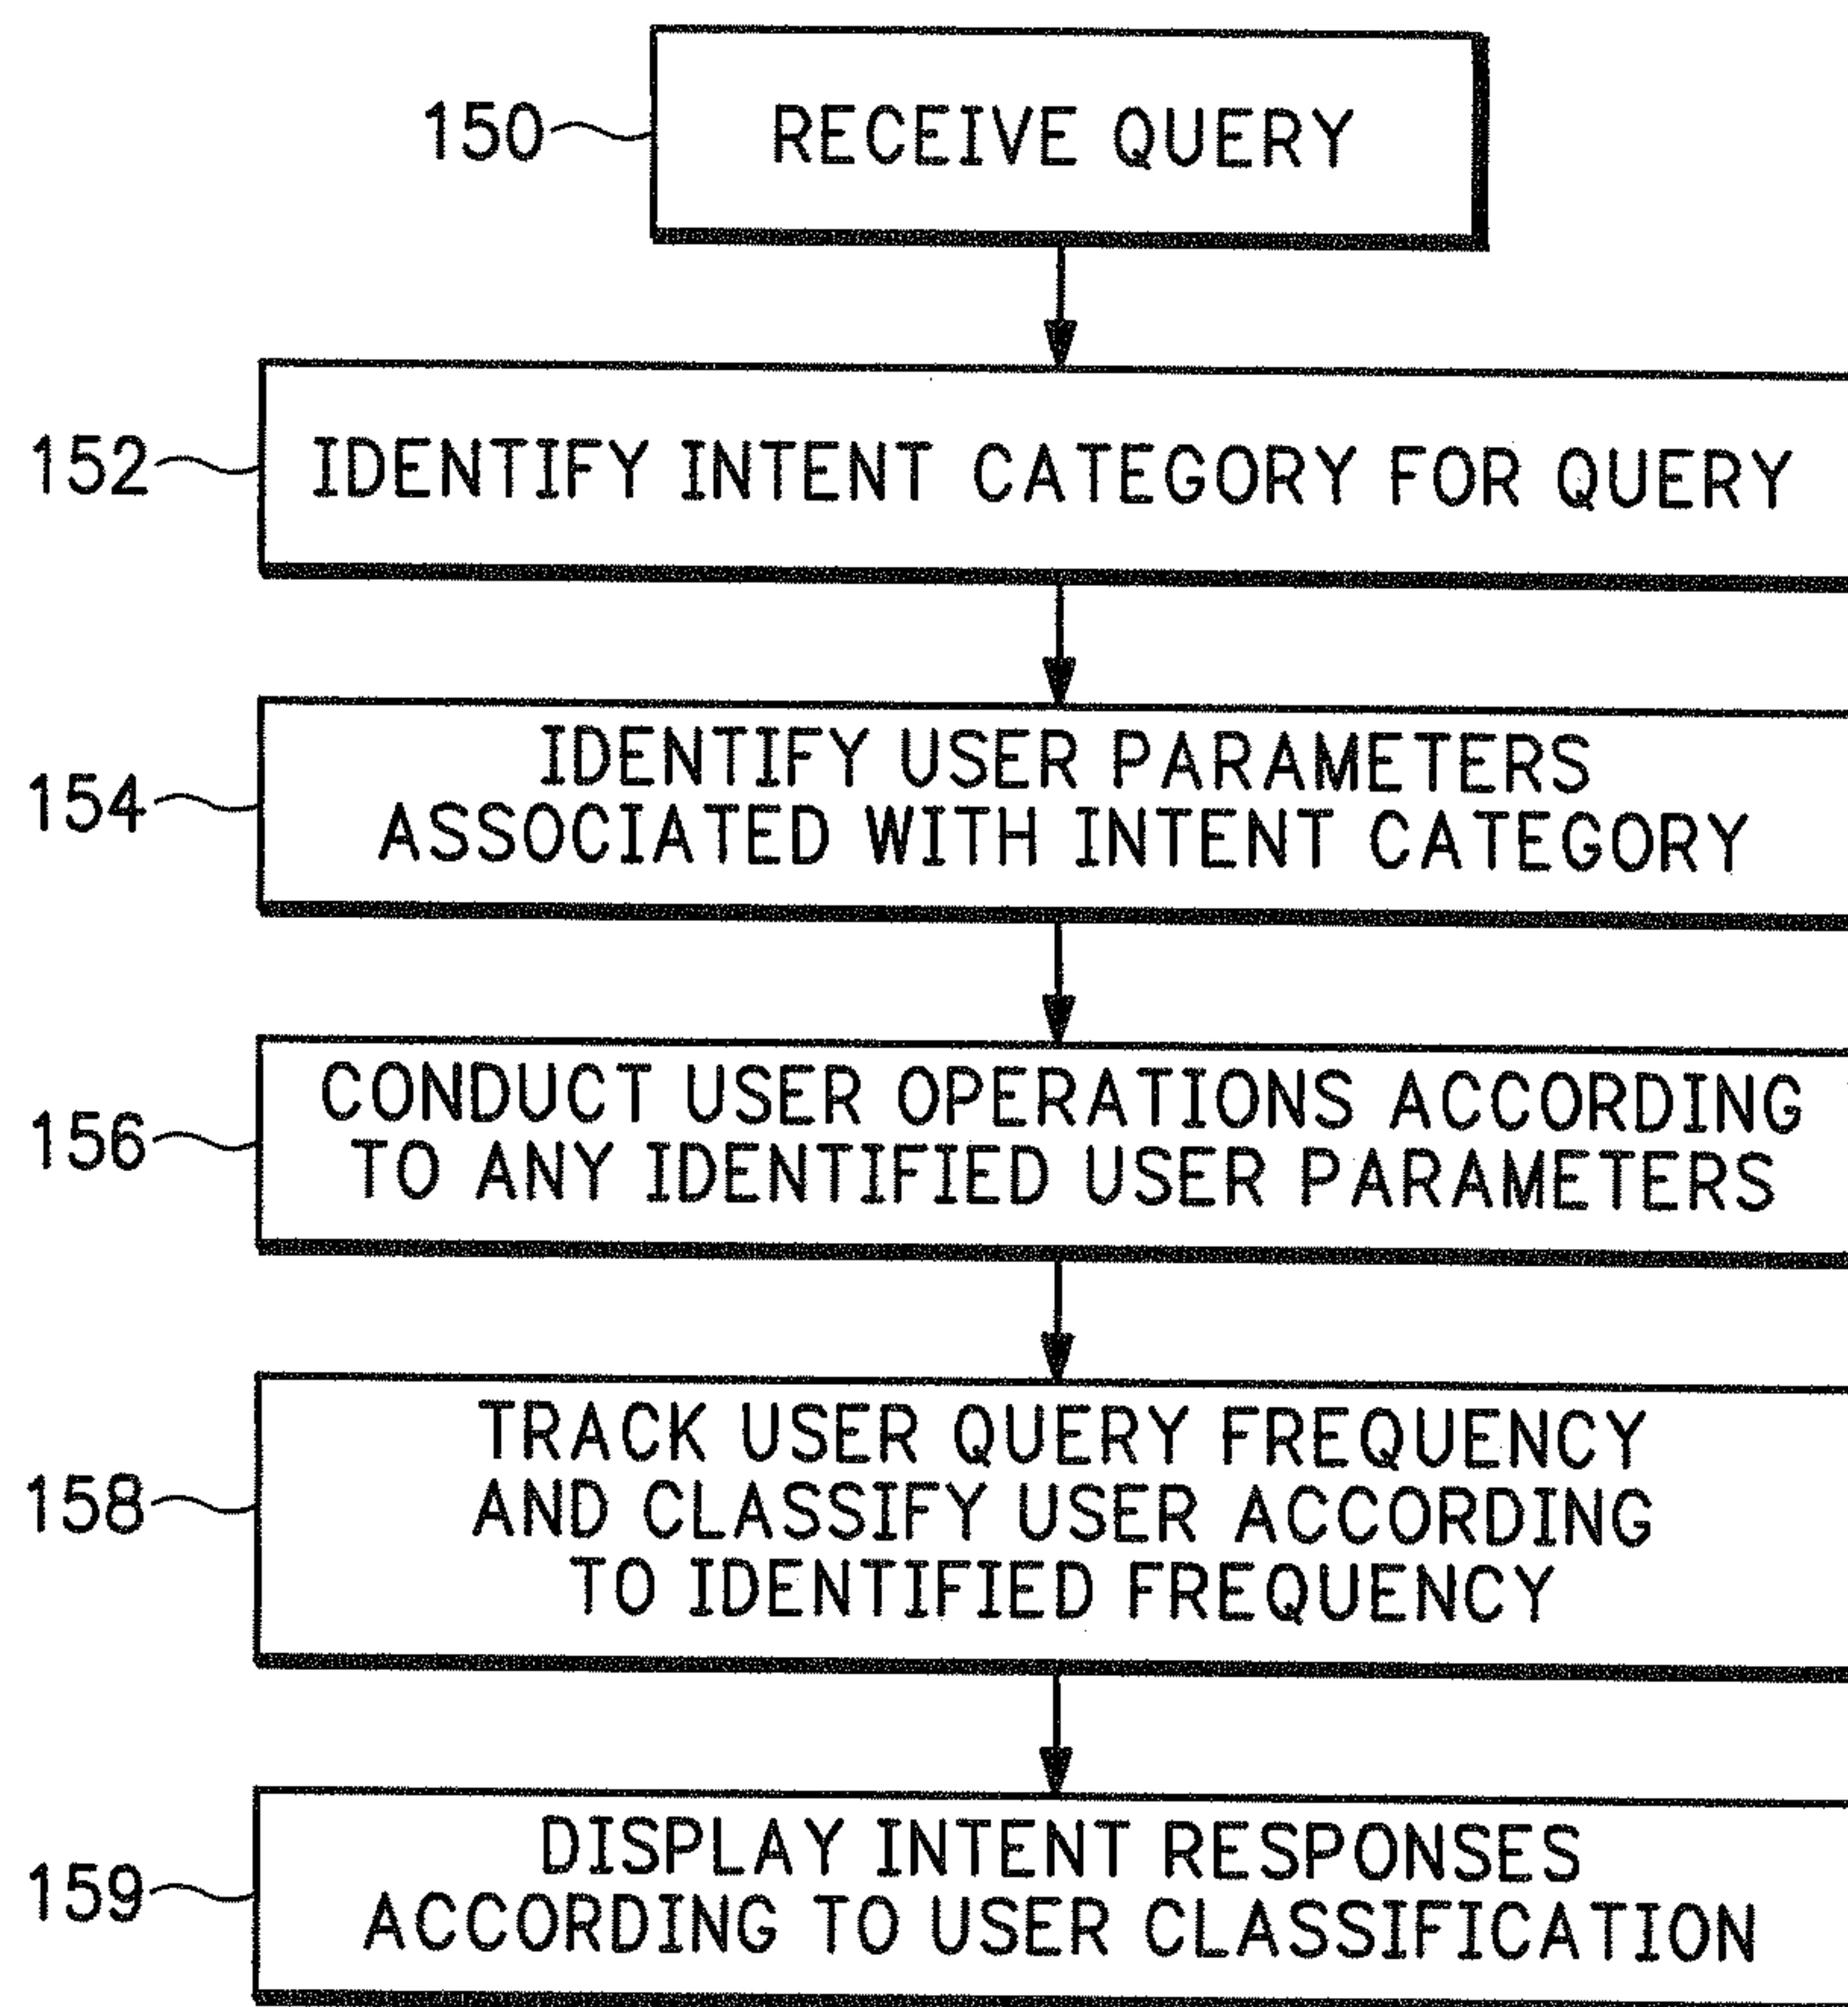 150 RECEIVE QUERY
152 IDENTIFY INTENT CATEGORY FOR QUERY
IDENTIFY USER PARAMETERS
154 ASSOCIATED WITH INTENT CATEGORY
CONDUCT USER OPERATIONS ACCORDING
156 TO ANY IDENTIFIED USER PARAMETERS
TRACK USER QUERY FREQUENCY
158 AND CLASSIFY USER ACCORDING
TO IDENTIFIED FREQUENCY
DISPLAY INTENT RESPONSES
159 ACCORDING TO USER CLASSIFICATION